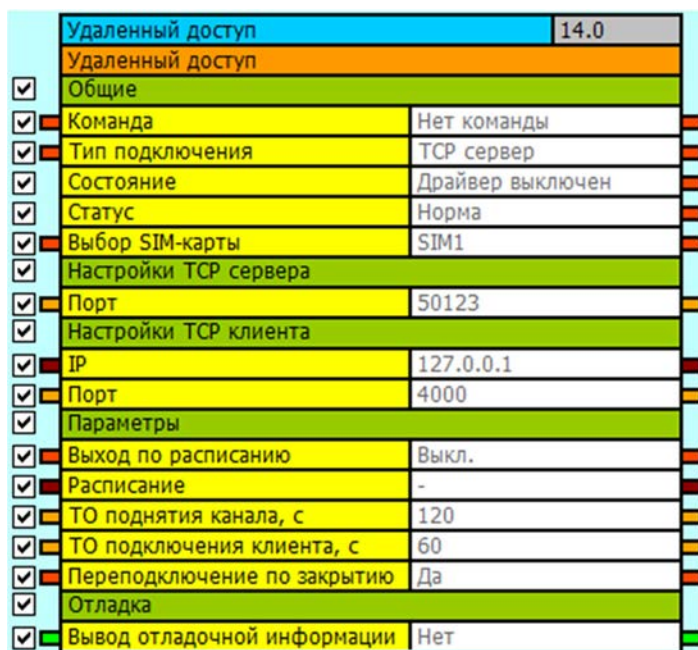 Удаленный доступ 14.0
Удаленный доступ
Общие
Команда Нет команды
Тип подключения TCP сервер
Состояние Драйвер выключен
Статус Норма
Выбор SIM-карты SIM1
Настройки TCP сервера
Порт 50123
Настройки TCP клиента
IP 127.0.0.1
Порт 4000
Параметры
Выход по расписанию Выкл.
Расписание -
ТО поднятия канала, с 120
ТО подключения клиента, с 60
Переподключение по закрытию Да
Отладка
Вывод отладочной информации Нет